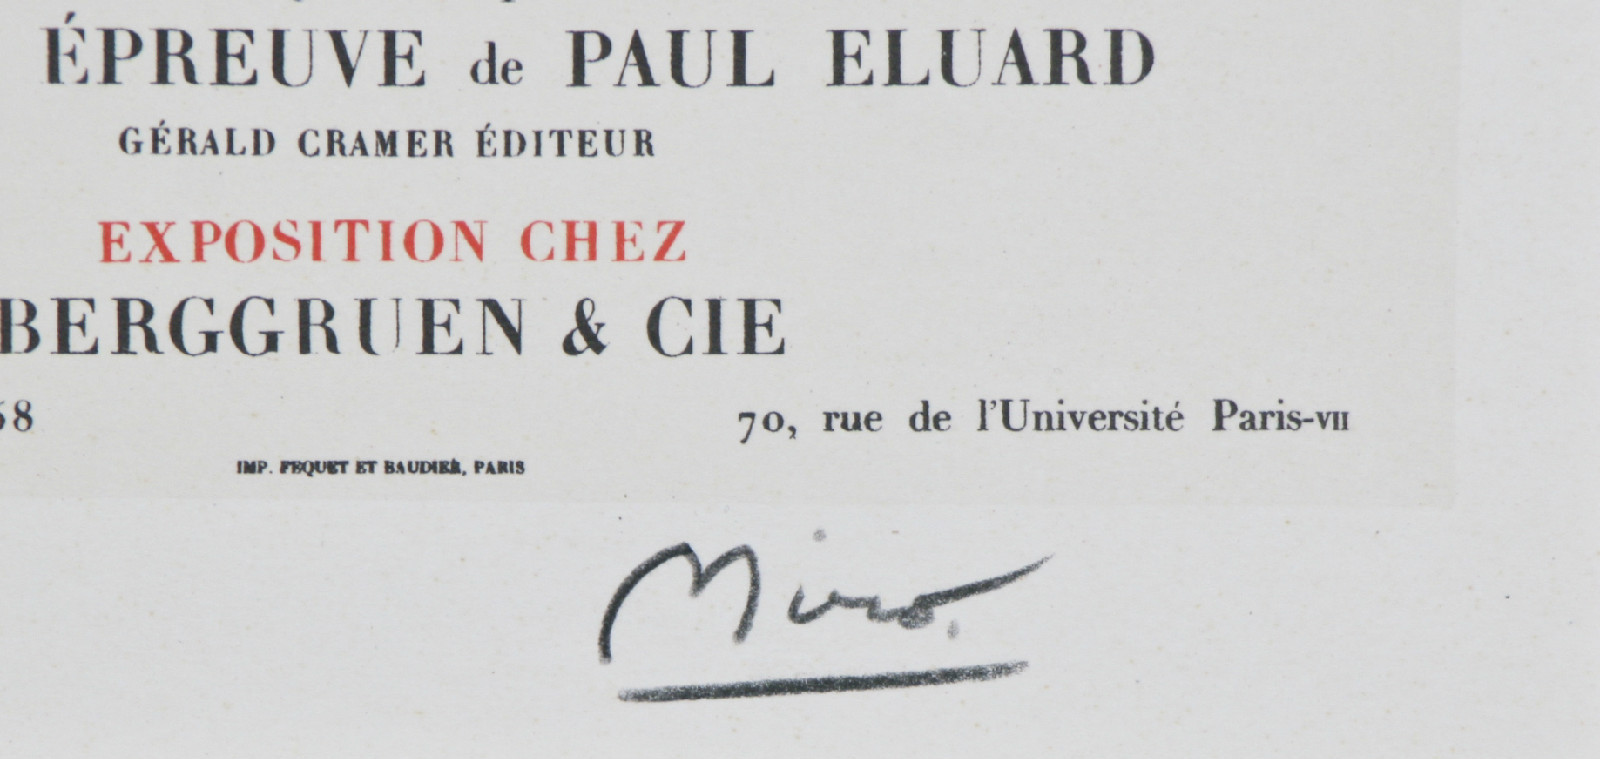 ÉPREUVE de PAUL ELUARD
GÉRALD CRAMER ÉDITEUR
EXPOSITION CHEZ
BERGGRUEN & CIE
58 70, rue de l'Université Paris-VII
IMP. FEQUET ET BAUDIER, PARIS
Miró.